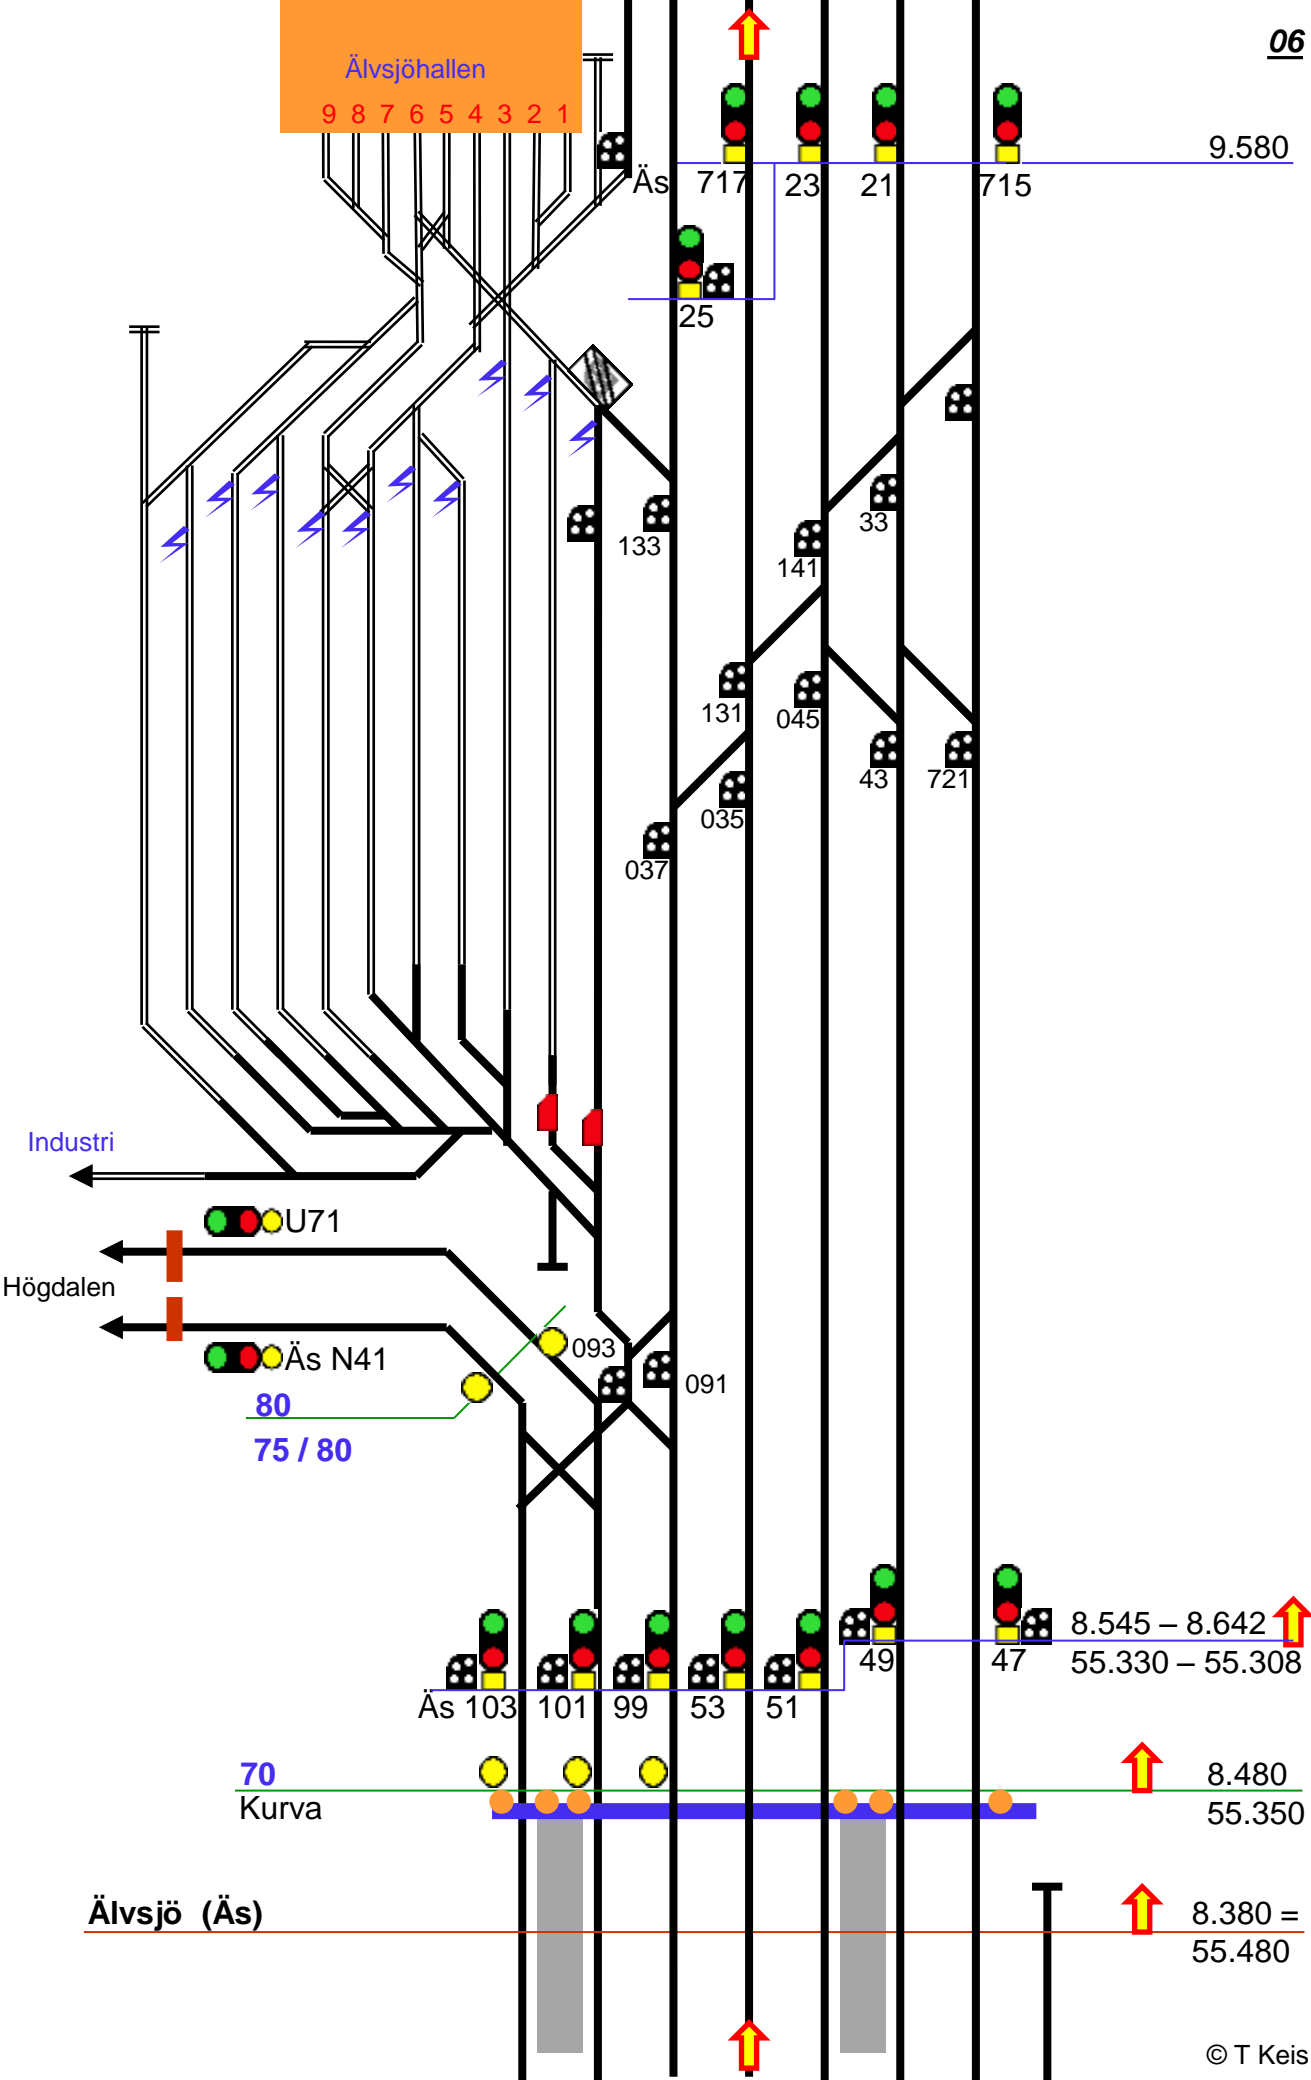 06
Älvsjöhallen
9 8 7 6 5 4 3 2 1
9.580
Äs 717 23 21 715
25
33
133
141
131
045
43 721
035
037
Industri
U71
Högdalen
093
Äs N41
091
80
75 / 80
8.545 – 8.642
49 47
55.330 – 55.308
Äs 103 101 99 53 51
70
8.480
Kurva
55.350
Älvsjö (Äs)
8.380 =
55.480
© T Keis